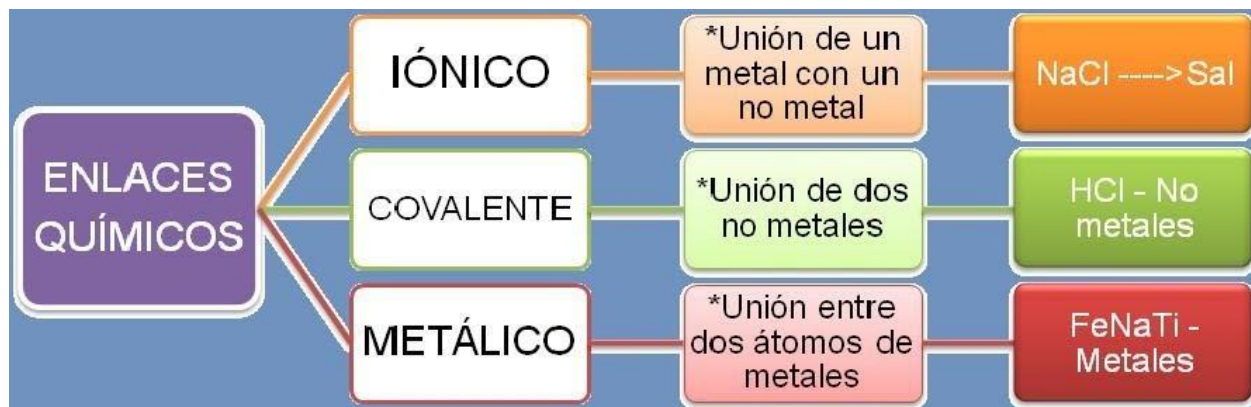 ENLACES
QUÍMICOS
IÓNICO
*Unión de un
metal con un
no metal
NaCl ----> Sal
COVALENTE
*Unión de dos
no metales
HCl - No
metales
METÁLICO
*Unión entre
dos átomos de
metales
FeNaTi -
Metales